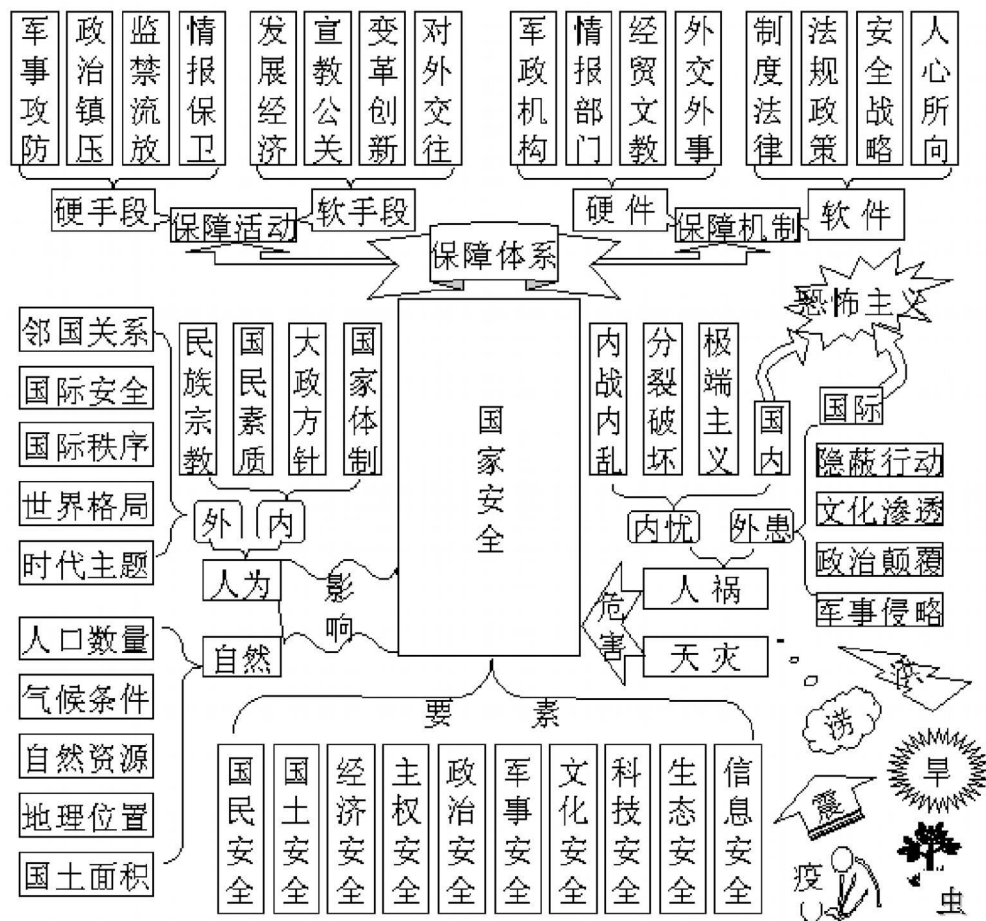 军事攻防
政治镇压
监禁流放
情报保卫
发展经济
宣教公关
变革创新
对外交往
军政机构
情报部门
经贸文教
外交外事
制度法律
法规政策
安全战略
人心所向
硬手段
保障活动
软手段
硬件
保障机制
软件
保障体系
恐怖主义
邻国关系
国际安全
国际秩序
世界格局
时代主题
民族宗教
国民素质
大政方针
国家体制
外
内
人为
影响
自然
人口数量
气候条件
自然资源
地理位置
国土面积
国家安全
内战内乱
分裂破坏
极端主义
国内
国际
隐蔽行动
文化渗透
政治颠覆
军事侵略
内忧
外患
人祸
危害
天灾
洪
涝
旱
震
疫
虫
要素
国民安全
国土安全
经济安全
主权安全
政治安全
军事安全
文化安全
科技安全
生态安全
信息安全